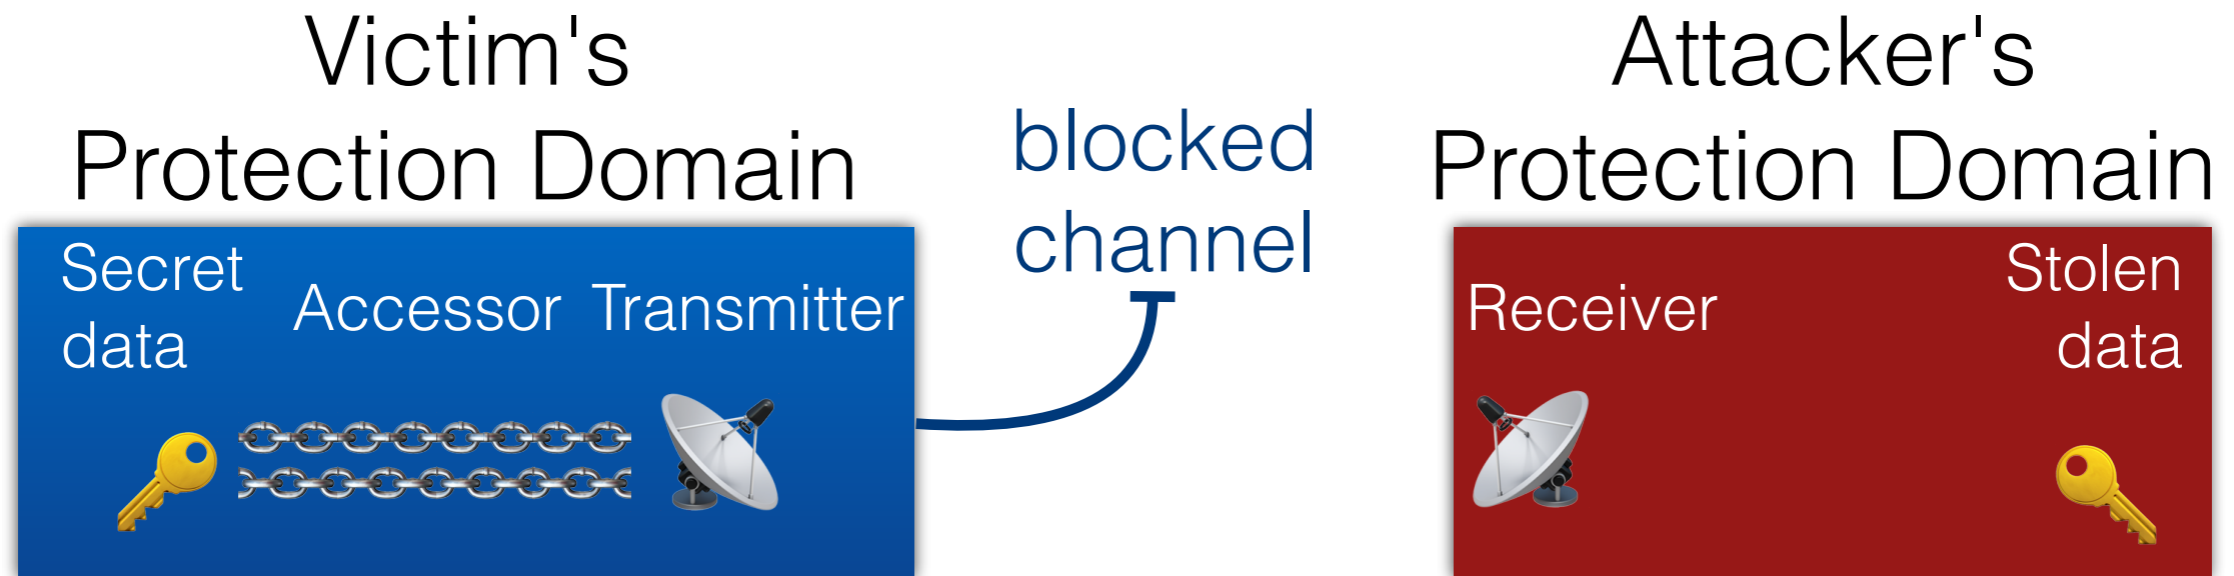 Victim's
Protection Domain
blocked
channel
Attacker's
Protection Domain
Secret
data
Accessor
Transmitter
Receiver
Stolen
data